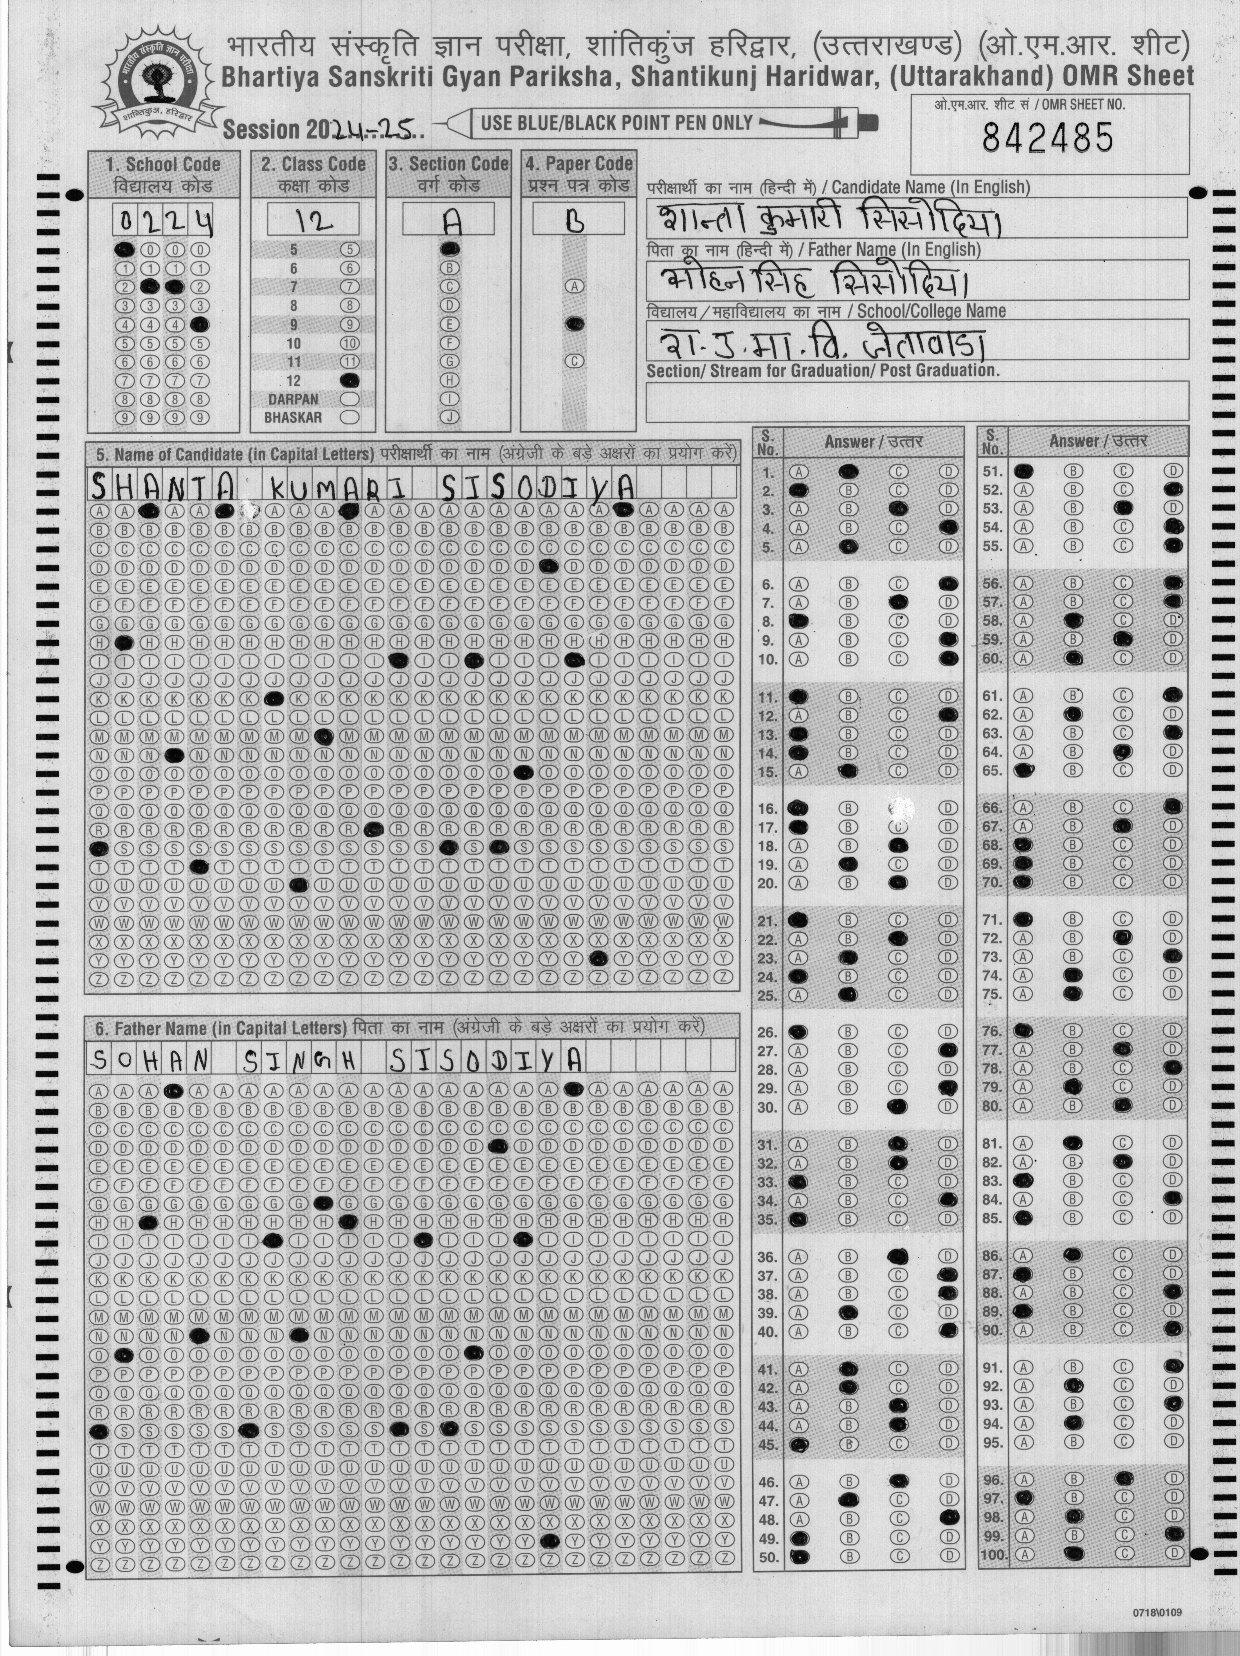 भारतीय संस्कृति ज्ञान परीक्षा, शांतिकुंज हरिद्वार, (उत्तराखण्ड) (ओ.एम.आर. शीट)
Bhartiya Sanskriti Gyan Pariksha, Shantikunj Haridwar, (Uttarakhand) OMR Sheet
Session 2024-25
USE BLUE/BLACK POINT PEN ONLY
ओ.एम.आर. शीट सं / OMR SHEET NO.
842485
1. School Code
विद्यालय कोड
0224
2. Class Code
कक्षा कोड
12
5
6
7
8
9
10
11
12
DARPAN
BHASKAR
3. Section Code
वर्ग कोड
A
4. Paper Code
प्रश्न पत्र कोड
B
परीक्षार्थी का नाम (हिन्दी में) / Candidate Name (In English)
शान्ता कुमारी सिसोदिया
पिता का नाम (हिन्दी में) / Father Name (In English)
सोहन सिंह सिसोदिया
विद्यालय / महाविद्यालय का नाम / School/College Name
रा.उ.मा.वि. जेतावाडा
Section/ Stream for Graduation/ Post Graduation.
5. Name of Candidate (in Capital Letters) परीक्षार्थी का नाम (अंग्रेजी के बड़े अक्षरों का प्रयोग करें)
SHANTA KUMARI SISODIYA
6. Father Name (in Capital Letters) पिता का नाम (अंग्रेजी के बड़े अक्षरों का प्रयोग करें)
SOHAN SINGH SISODIYA
S. No. Answer / उत्तर
S. No. Answer / उत्तर
0718\0109